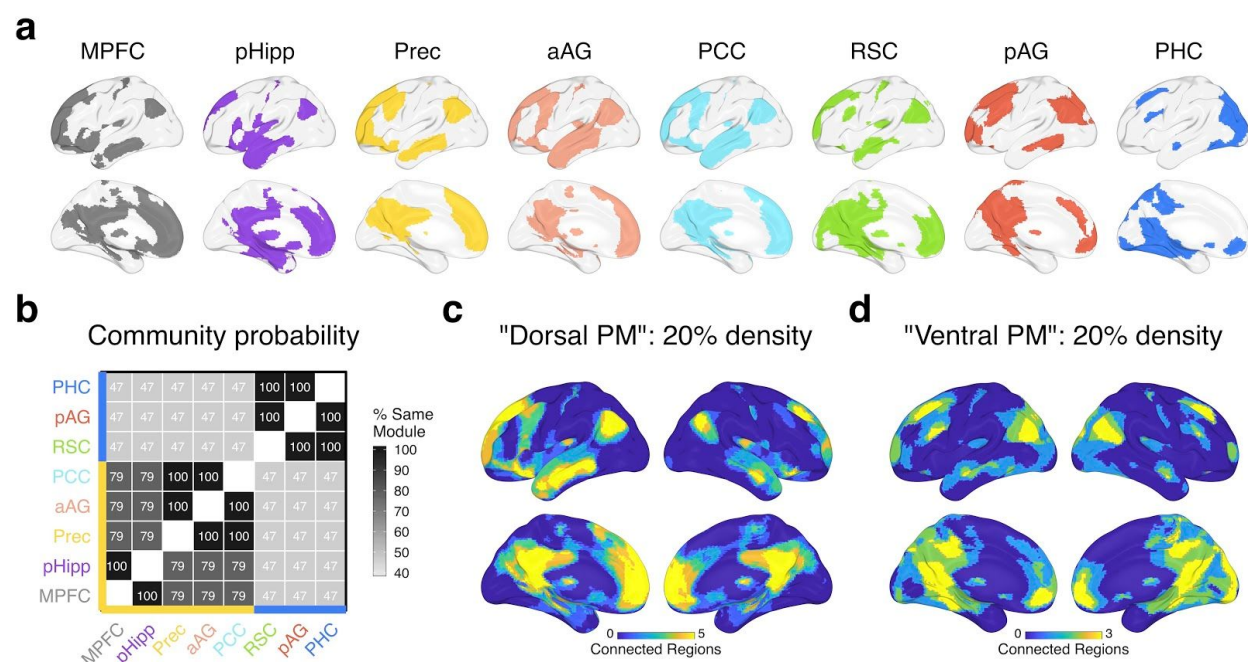 a
MPFC pHipp Prec aAG PCC RSC pAG PHC
b
Community probability
PHC 47 47 47 47 47 100 100
pAG 47 47 47 47 47 100 100
RSC 47 47 47 47 47 100 100
PCC 79 79 100 100 47 47 47
aAG 79 79 100 100 47 47 47
Prec 79 79 100 100 47 47 47
pHipp 100 79 79 79 47 47 47
MPFC 100 79 79 79 47 47 47
MPFC pHipp Prec aAG PCC RSC pAG PHC
% Same
Module
100
90
80
70
60
50
40
c
"Dorsal PM": 20% density
0 5
Connected Regions
d
"Ventral PM": 20% density
0 3
Connected Regions